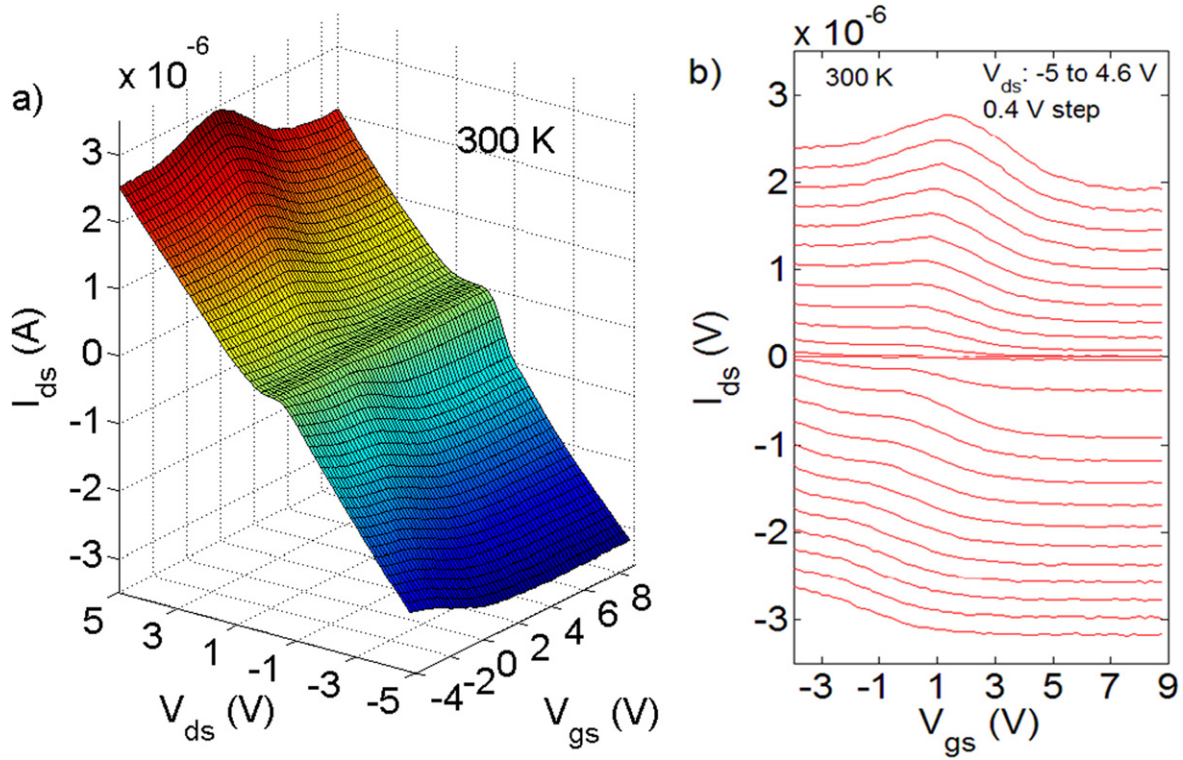 a)
x 10 -6
300 K
3
2
1
0
-1
-2
-3
I ds (A)
5 3 1 -1 -3 -5
V ds (V)
-4 -2 0 2 4 6 8
V gs (V)
b)
x 10 -6
300 K
V ds : -5 to 4.6 V
0.4 V step
3
2
1
0
-1
-2
-3
I ds (V)
-3 -1 1 3 5 7 9
V gs (V)